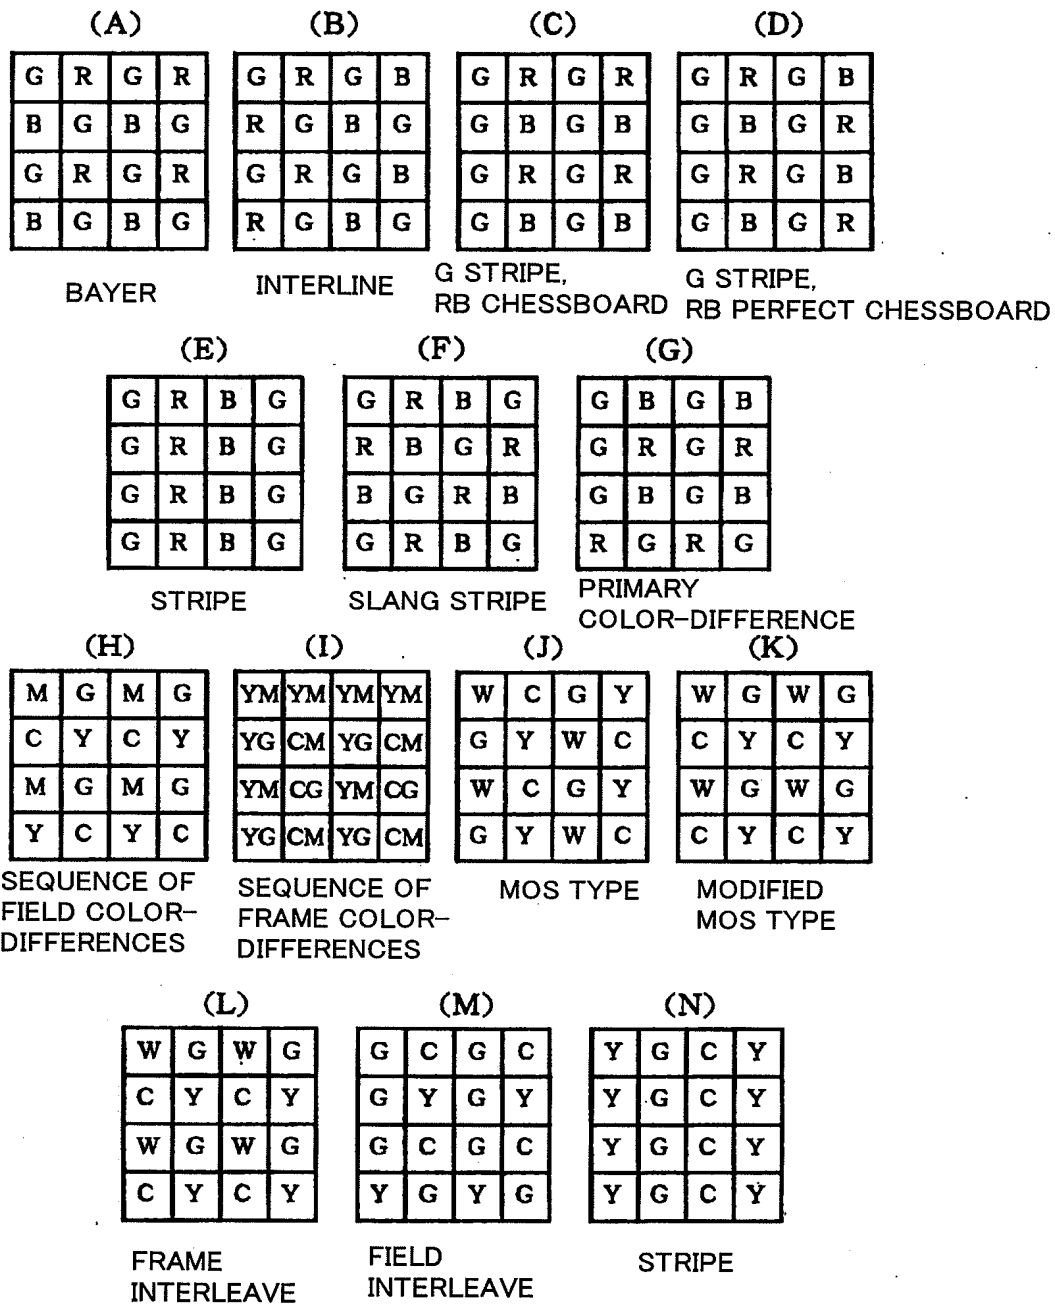 (A) (B) (C) (D)
G R G R G R G B G R G R G R G B
B G B G R G B G G B G B G B G R
G R G R G R G B G R G R G R G B
B G B G R G B G G B G B G B G R
BAYER
INTERLINE
G STRIPE,
RB CHESSBOARD
G STRIPE,
RB PERFECT CHESSBOARD
(E) (F) (G)
G R B G G R B G G B G B
G R B G R B G R G R G R
G R B G B G R B G B G B
G R B G G R B G R G R G
STRIPE
SLANG STRIPE
PRIMARY
COLOR-DIFFERENCE
(H) (I) (J) (K)
M G M G YM YM YM YM W C G Y W G W G
C Y C Y YG CM YG CM G Y W C C Y C Y
M G M G YM CG YM CG W C G Y W G W G
Y C Y C YG CM YG CM G Y W C C Y C Y
SEQUENCE OF
FIELD COLOR-
DIFFERENCES
SEQUENCE OF
FRAME COLOR-
DIFFERENCES
MOS TYPE
MODIFIED
MOS TYPE
(L) (M) (N)
W G W G G C G C Y G C Y
C Y C Y G Y G Y Y G C Y
W G W G G C G C Y G C Y
C Y C Y Y G Y G Y G C Y
FRAME
INTERLEAVE
FIELD
INTERLEAVE
STRIPE